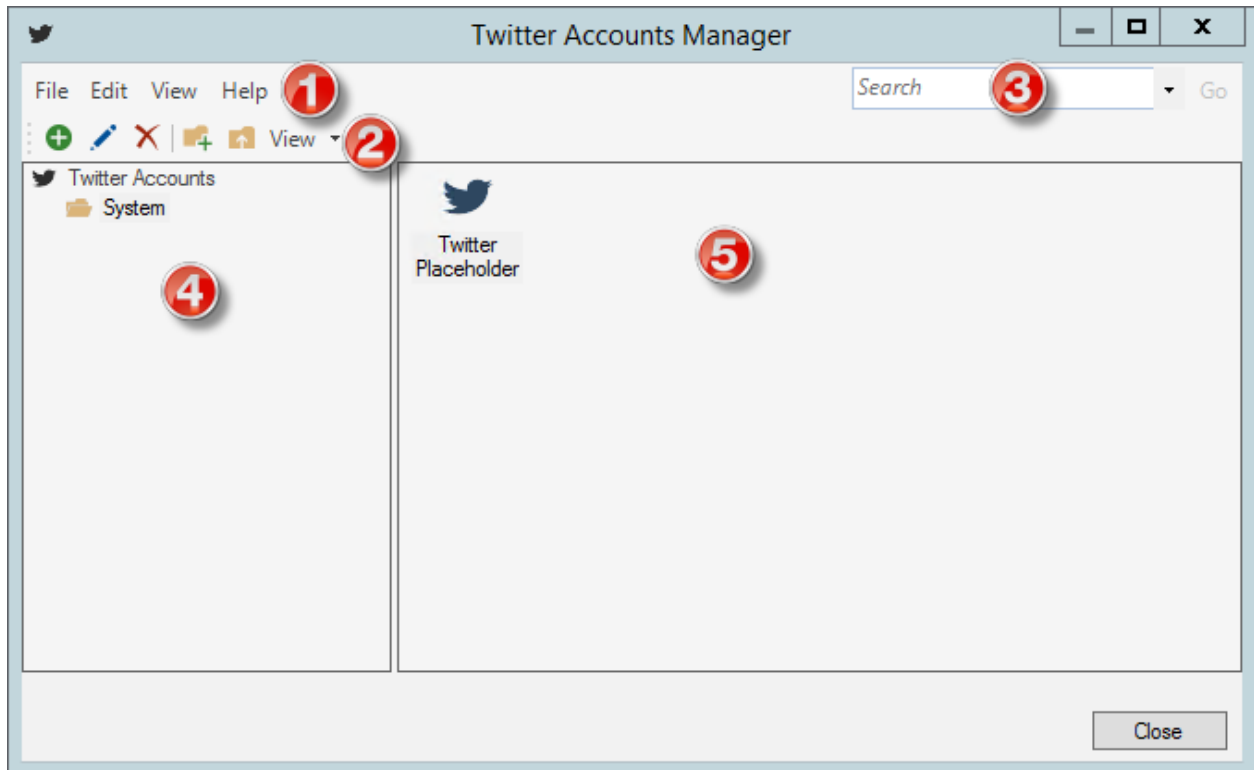 Twitter Accounts Manager
File Edit View Help 1
Search 3 Go
View 2
Twitter Accounts
System
4
Twitter
Placeholder
5
Close